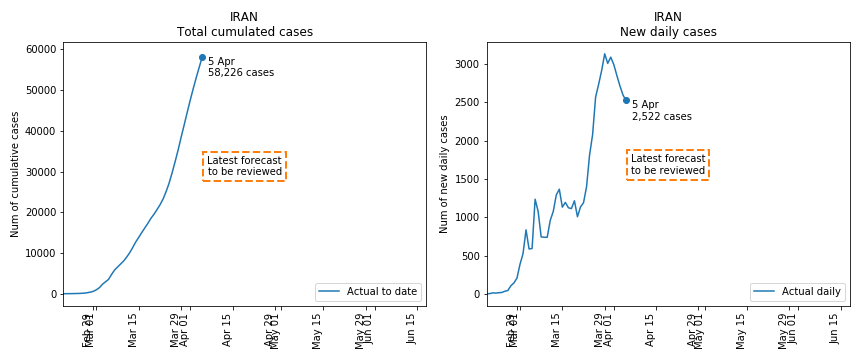 IRAN
Total cumulated cases
Num of cumulative cases
60000
50000
40000
30000
20000
10000
0
5 Apr
58,226 cases
Latest forecast
to be reviewed
Actual to date
Feb 29
Mar 01
Mar 15
Mar 29
Apr 01
Apr 15
Apr 29
May 01
May 15
May 29
Jun 01
Jun 15
IRAN
New daily cases
Num of new daily cases
3000
2500
2000
1500
1000
500
0
5 Apr
2,522 cases
Latest forecast
to be reviewed
Actual daily
Feb 29
Mar 01
Mar 15
Mar 29
Apr 01
Apr 15
Apr 29
May 01
May 15
May 29
Jun 01
Jun 15